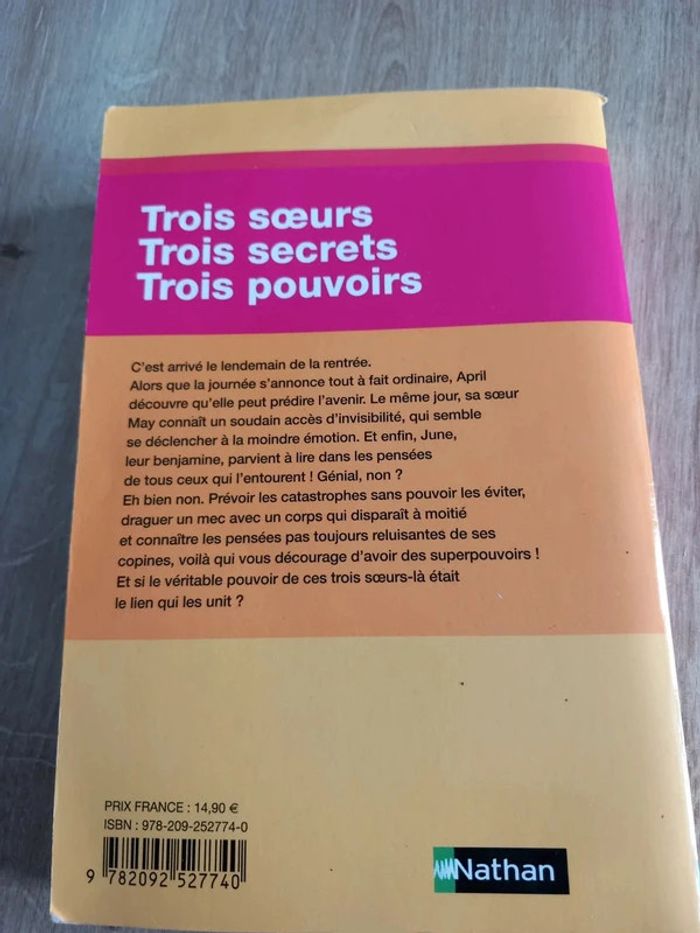 Trois sœurs
Trois secrets
Trois pouvoirs
C'est arrivé le lendemain de la rentrée.
Alors que la journée s'annonce tout à fait ordinaire, April
découvre qu'elle peut prédire l'avenir. Le même jour, sa sœur
May connaît un soudain accès d'invisibilité, qui semble
se déclencher à la moindre émotion. Et enfin, June,
leur benjamine, parvient à lire dans les pensées
de tous ceux qui l'entourent ! Génial, non ?
Eh bien non. Prévoir les catastrophes sans pouvoir les éviter,
draguer un mec avec un corps qui disparaît à moitié
et connaître les pensées pas toujours reluisantes de ses
copines, voilà qui vous décourage d'avoir des superpouvoirs !
Et si le véritable pouvoir de ces trois sœurs-là était
le lien qui les unit ?
PRIX FRANCE : 14,90 €
ISBN : 978-209-252774-0
9 782092 527740
Nathan